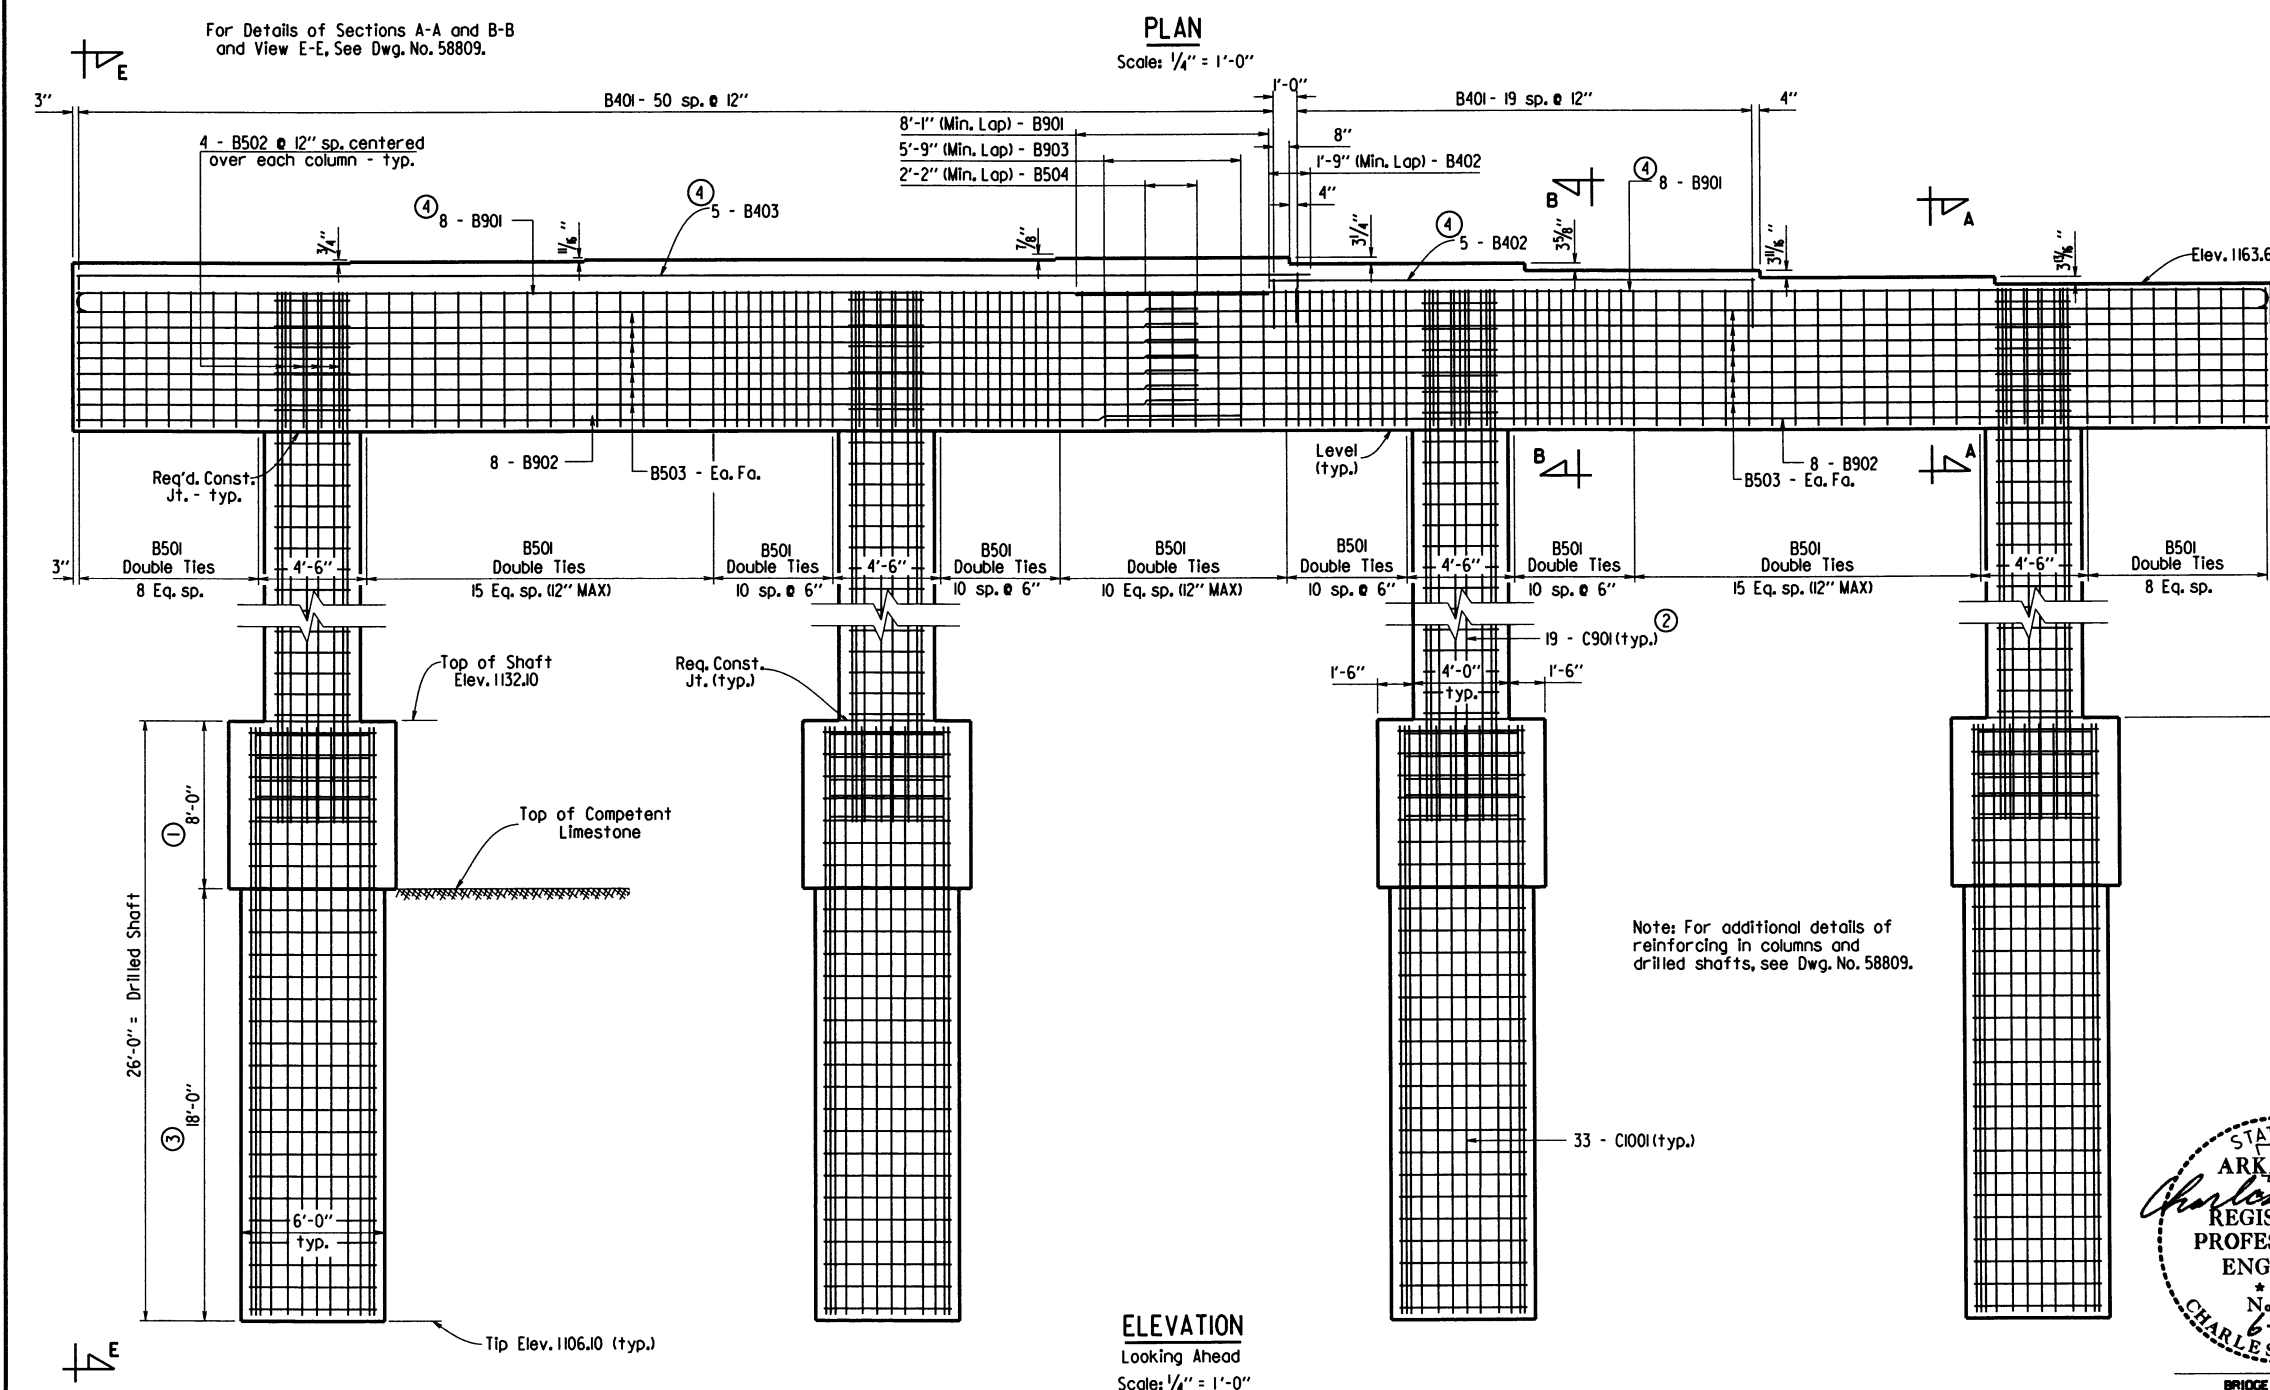 For Details of Sections A-A and B-B
and View E-E, See Dwg. No. 58809.
PLAN
Scale: 1/4" = 1'-0"
E
3"
B401 - 50 sp. @ 12"
1'-0"
B401 - 19 sp. @ 12"
4"
4 - B502 @ 12" sp. centered
over each column - typ.
8'-1" (Min. Lap) - B901
8"
5'-9" (Min. Lap) - B903
1'-9" (Min. Lap) - B402
2'-2" (Min. Lap) - B504
4"
④ 8 - B901
④ 5 - B403
B
④ 8 - B901
A
④ 5 - B402
3/4"
11/16"
7/8"
3 1/4"
3 5/8"
3 11/16"
3 13/16"
Elev. 1163.6
Req'd. Const.
Jt. - typ.
8 - B902
B503 - Ea. Fa.
Level
(typ.)
B
8 - B902
B503 - Ea. Fa.
A
3"
B501
Double Ties
8 Eq. sp.
4'-6"
B501
Double Ties
15 Eq. sp. (12" MAX)
B501
Double Ties
10 sp. @ 6"
4'-6"
B501
Double Ties
10 sp. @ 6"
B501
Double Ties
10 Eq. sp. (12" MAX)
B501
Double Ties
10 sp. @ 6"
4'-6"
B501
Double Ties
10 sp. @ 6"
B501
Double Ties
15 Eq. sp. (12" MAX)
4'-6"
B501
Double Ties
8 Eq. sp.
19 - C901 (typ.) ②
Top of Shaft
Elev. 1132.10
Req. Const.
Jt. (typ.)
1'-6"
4'-0"
typ.
1'-6"
① 8'-0"
Top of Competent
Limestone
26'-0" = Drilled Shaft
③ 18'-0"
Note: For additional details of
reinforcing in columns and
drilled shafts, see Dwg. No. 58809.
33 - C1001 (typ.)
6'-0"
typ.
Tip Elev. 1106.10 (typ.)
E
ELEVATION
Looking Ahead
Scale: 1/4" = 1'-0"
STAT
ARK
REGIS
PROFES
ENG
No
CHARLES
BRIDGE